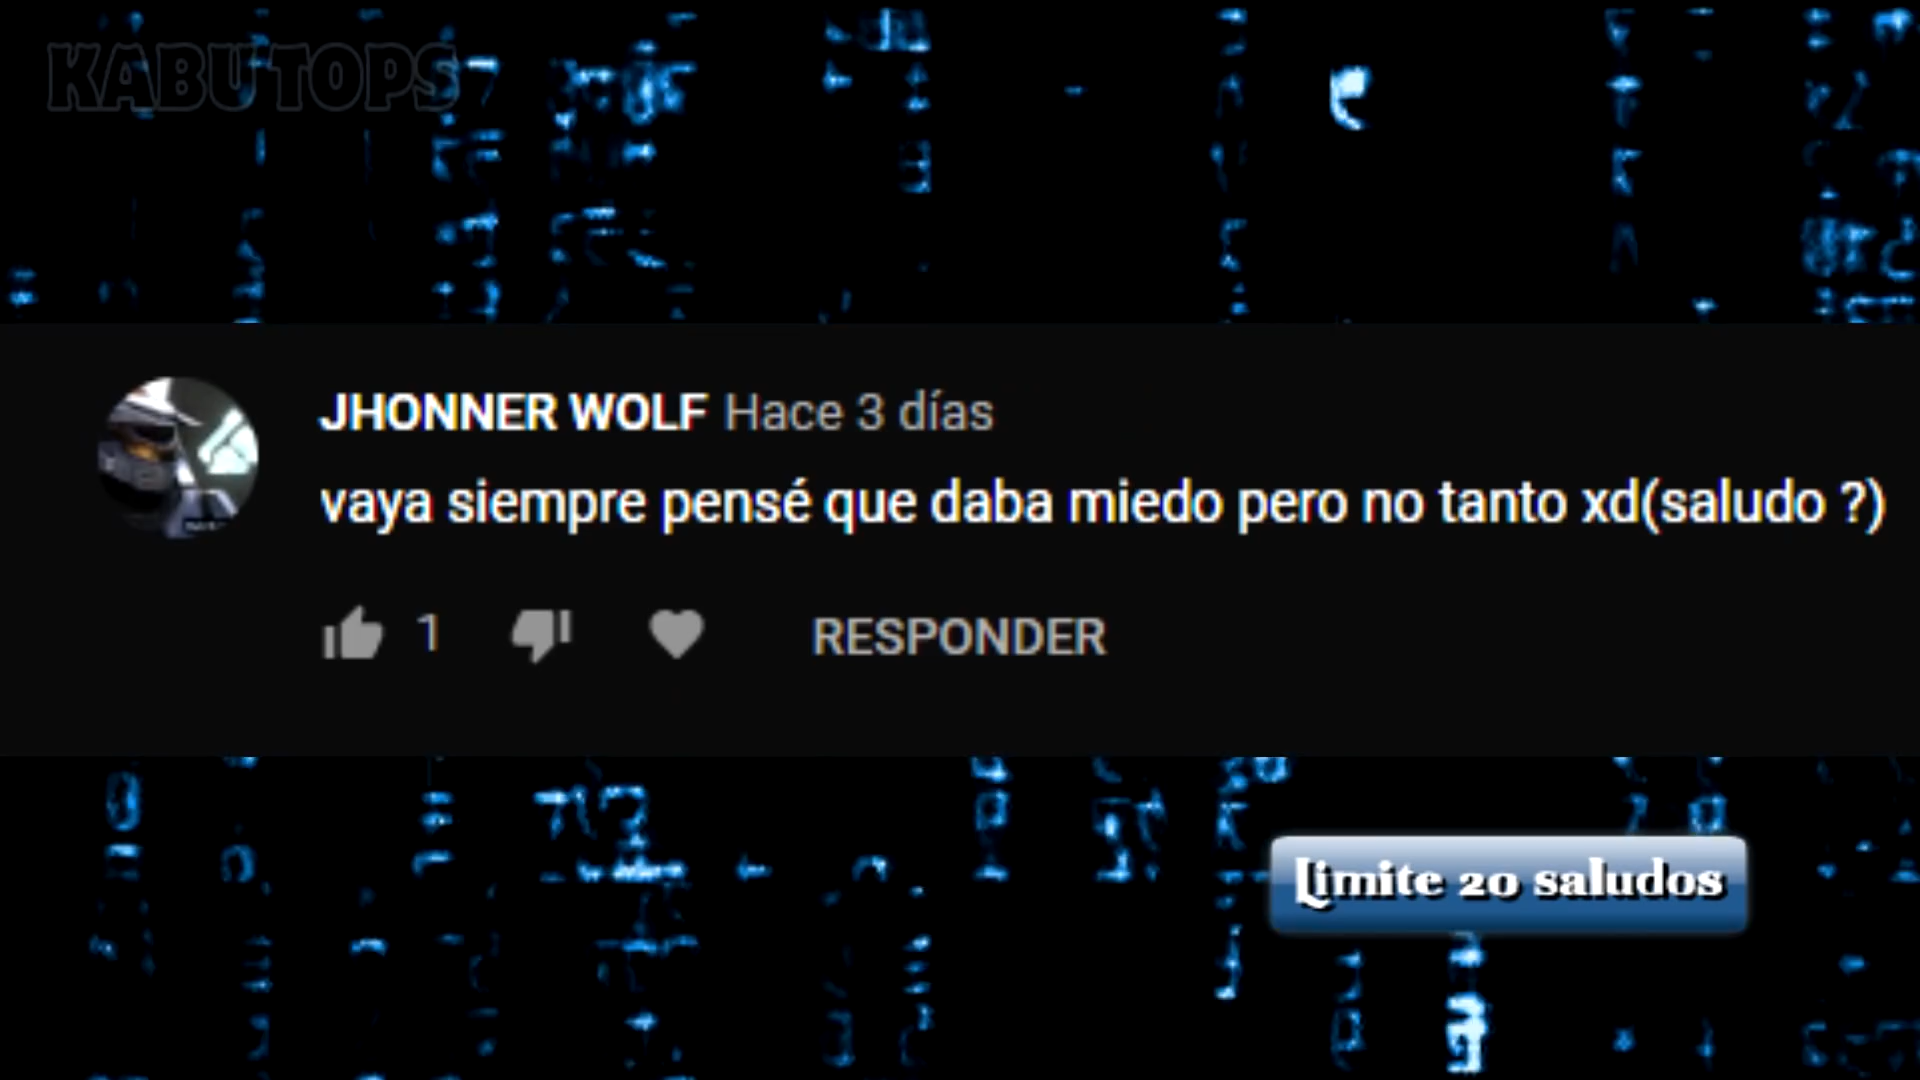 KABUTOPS
JHONNER WOLF Hace 3 días
vaya siempre pensé que daba miedo pero no tanto xd(saludo ?)
1
RESPONDER
Limite 20 saludos